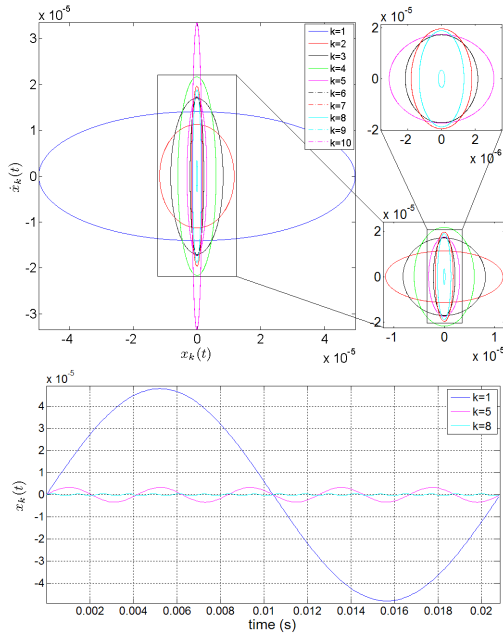 x 10⁻⁵
3
2
1
0
-1
-2
-3
ẋₖ(t)
-4
-2
0
2
4
xₖ(t)
x 10⁻⁵
k=1
k=2
k=3
k=4
k=5
k=6
k=7
k=8
k=9
k=10
x 10⁻⁵
2
0
-2
-2
0
2
x 10⁻⁶
x 10⁻⁵
2
0
-2
-1
0
1
x 10⁻⁵
x 10⁻⁵
4
3
2
1
0
-1
-2
-3
-4
xₖ(t)
k=1
k=5
k=8
0.002
0.004
0.006
0.008
0.01
0.012
0.014
0.016
0.018
0.02
time (s)